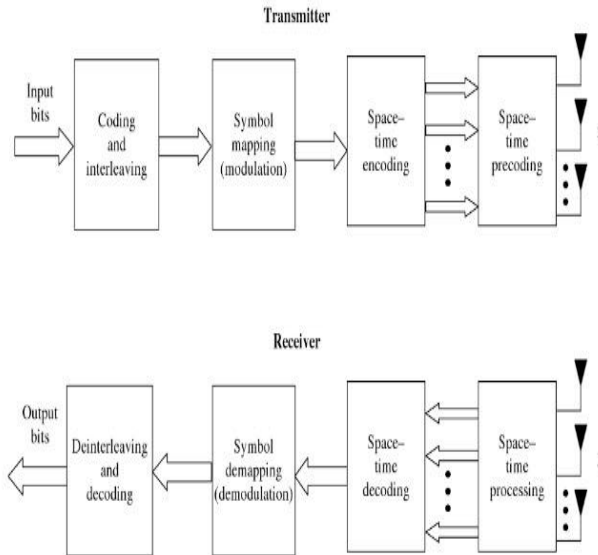 Transmitter
Input
bits
Coding
and
interleaving
Symbol
mapping
(modulation)
Space–
time
encoding
Space–
time
precoding
Receiver
Output
bits
Deinterleaving
and
decoding
Symbol
demapping
(demodulation)
Space–
time
decoding
Space–
time
processing